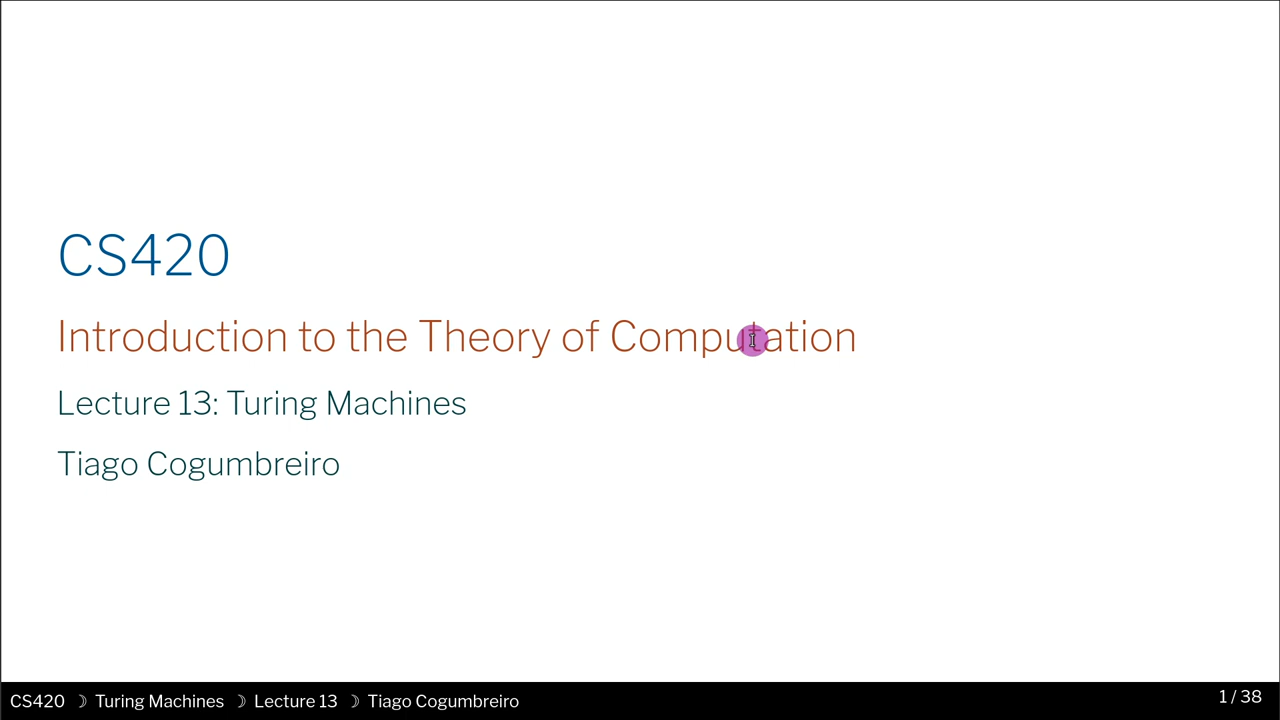 CS420
Introduction to the Theory of Computation
Lecture 13: Turing Machines
Tiago Cogumbreiro
CS420 ☽ Turing Machines ☽ Lecture 13 ☽ Tiago Cogumbreiro
1 / 38